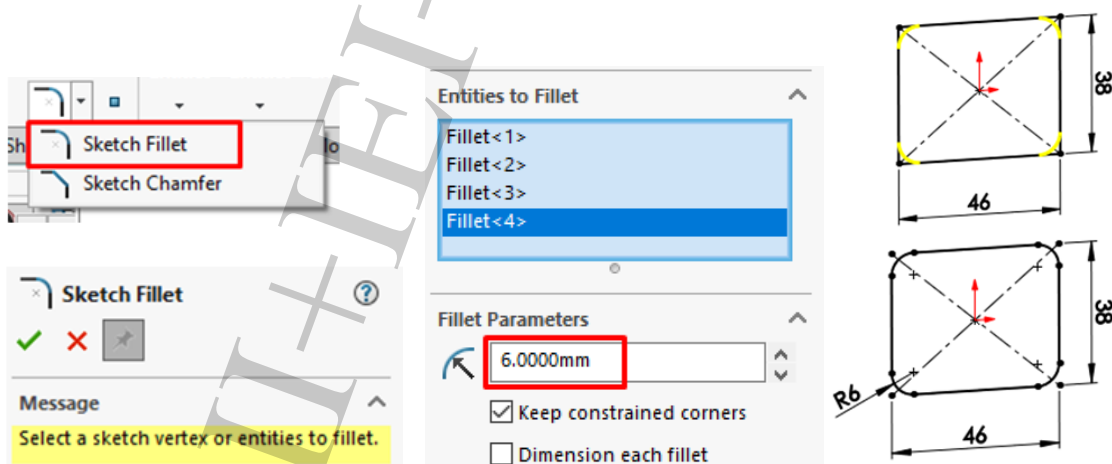 Sketch Fillet
Sketch Chamfer
Sketch Fillet
Message
Select a sketch vertex or entities to fillet.
Entities to Fillet
Fillet<1>
Fillet<2>
Fillet<3>
Fillet<4>
Fillet Parameters
6.0000mm
Keep constrained corners
Dimension each fillet
38
46
38
R6
46